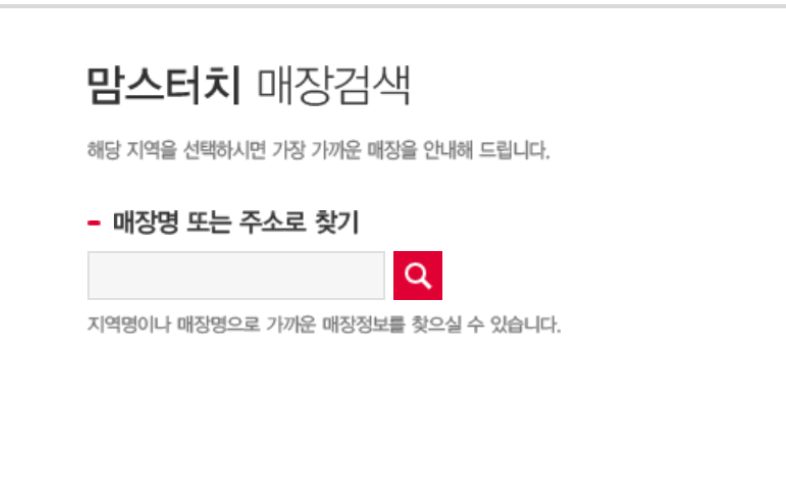 맘스터치 매장검색
해당 지역을 선택하시면 가장 가까운 매장을 안내해 드립니다.
매장명 또는 주소로 찾기
지역명이나 매장명으로 가까운 매장정보를 찾으실 수 있습니다.